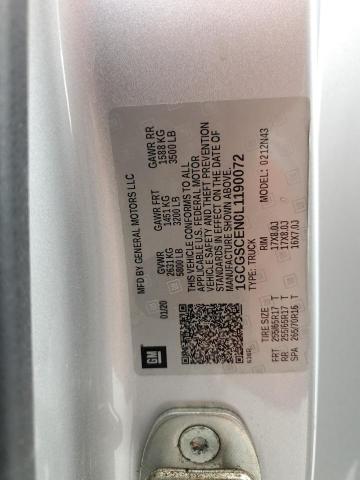 MFD BY GENERAL MOTORS LLC
01/20
GVWR GAWR FRT GAWR RR
2631 KG 1451 KG 1588 KG
5800 LB 3200 LB 3500 LB
THIS VEHICLE CONFORMS TO ALL
APPLICABLE U.S. FEDERAL MOTOR
VEHICLE SAFETY AND THEFT PREVENTION
STANDARDS IN EFFECT ON THE DATE OF
MANUFACTURE SHOWN ABOVE.
1GCGSCEN0L1190072
TYPE: TRUCK MODEL: 0212N43
TIRE SIZE RIM
FRT 255/65R17 T 17X8.0J
RR 255/65R17 T 17X8.0J
SPA 265/70R16 T 16X7.0J
GM